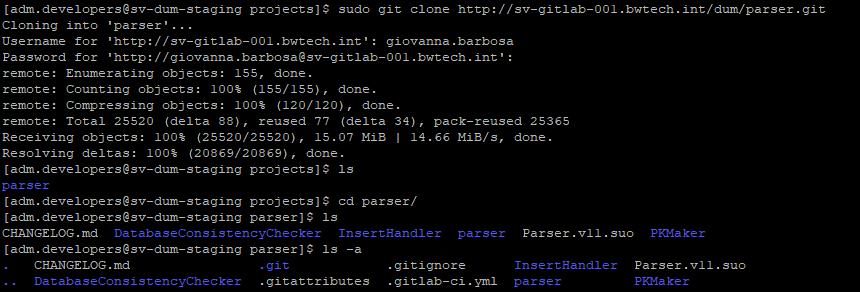 [adm.developers@sv-dum-staging projects]$ sudo git clone http://sv-gitlab-001.bwtech.int/dum/parser.git
Cloning into 'parser'...
Username for 'http://sv-gitlab-001.bwtech.int': giovanna.barbosa
Password for 'http://giovanna.barbosa@sv-gitlab-001.bwtech.int':
remote: Enumerating objects: 155, done.
remote: Counting objects: 100% (155/155), done.
remote: Compressing objects: 100% (120/120), done.
remote: Total 25520 (delta 88), reused 77 (delta 34), pack-reused 25365
Receiving objects: 100% (25520/25520), 15.07 MiB | 14.66 MiB/s, done.
Resolving deltas: 100% (20869/20869), done.
[adm.developers@sv-dum-staging projects]$ ls
parser
[adm.developers@sv-dum-staging projects]$ cd parser/
[adm.developers@sv-dum-staging parser]$ ls
CHANGELOG.md  DatabaseConsistencyChecker  InsertHandler  parser  Parser.v11.suo  PKMaker
[adm.developers@sv-dum-staging parser]$ ls -a
.   CHANGELOG.md                .git            .gitignore      InsertHandler  Parser.v11.suo
..  DatabaseConsistencyChecker  .gitattributes  .gitlab-ci.yml  parser         PKMaker